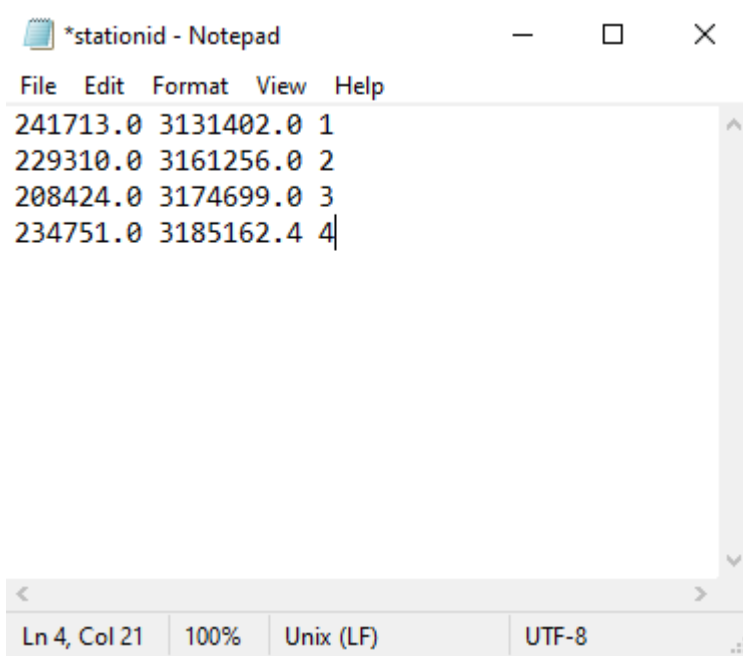 *stationid - Notepad
File Edit Format View Help
241713.0 3131402.0 1
229310.0 3161256.0 2
208424.0 3174699.0 3
234751.0 3185162.4 4
Ln 4, Col 21 100% Unix (LF) UTF-8